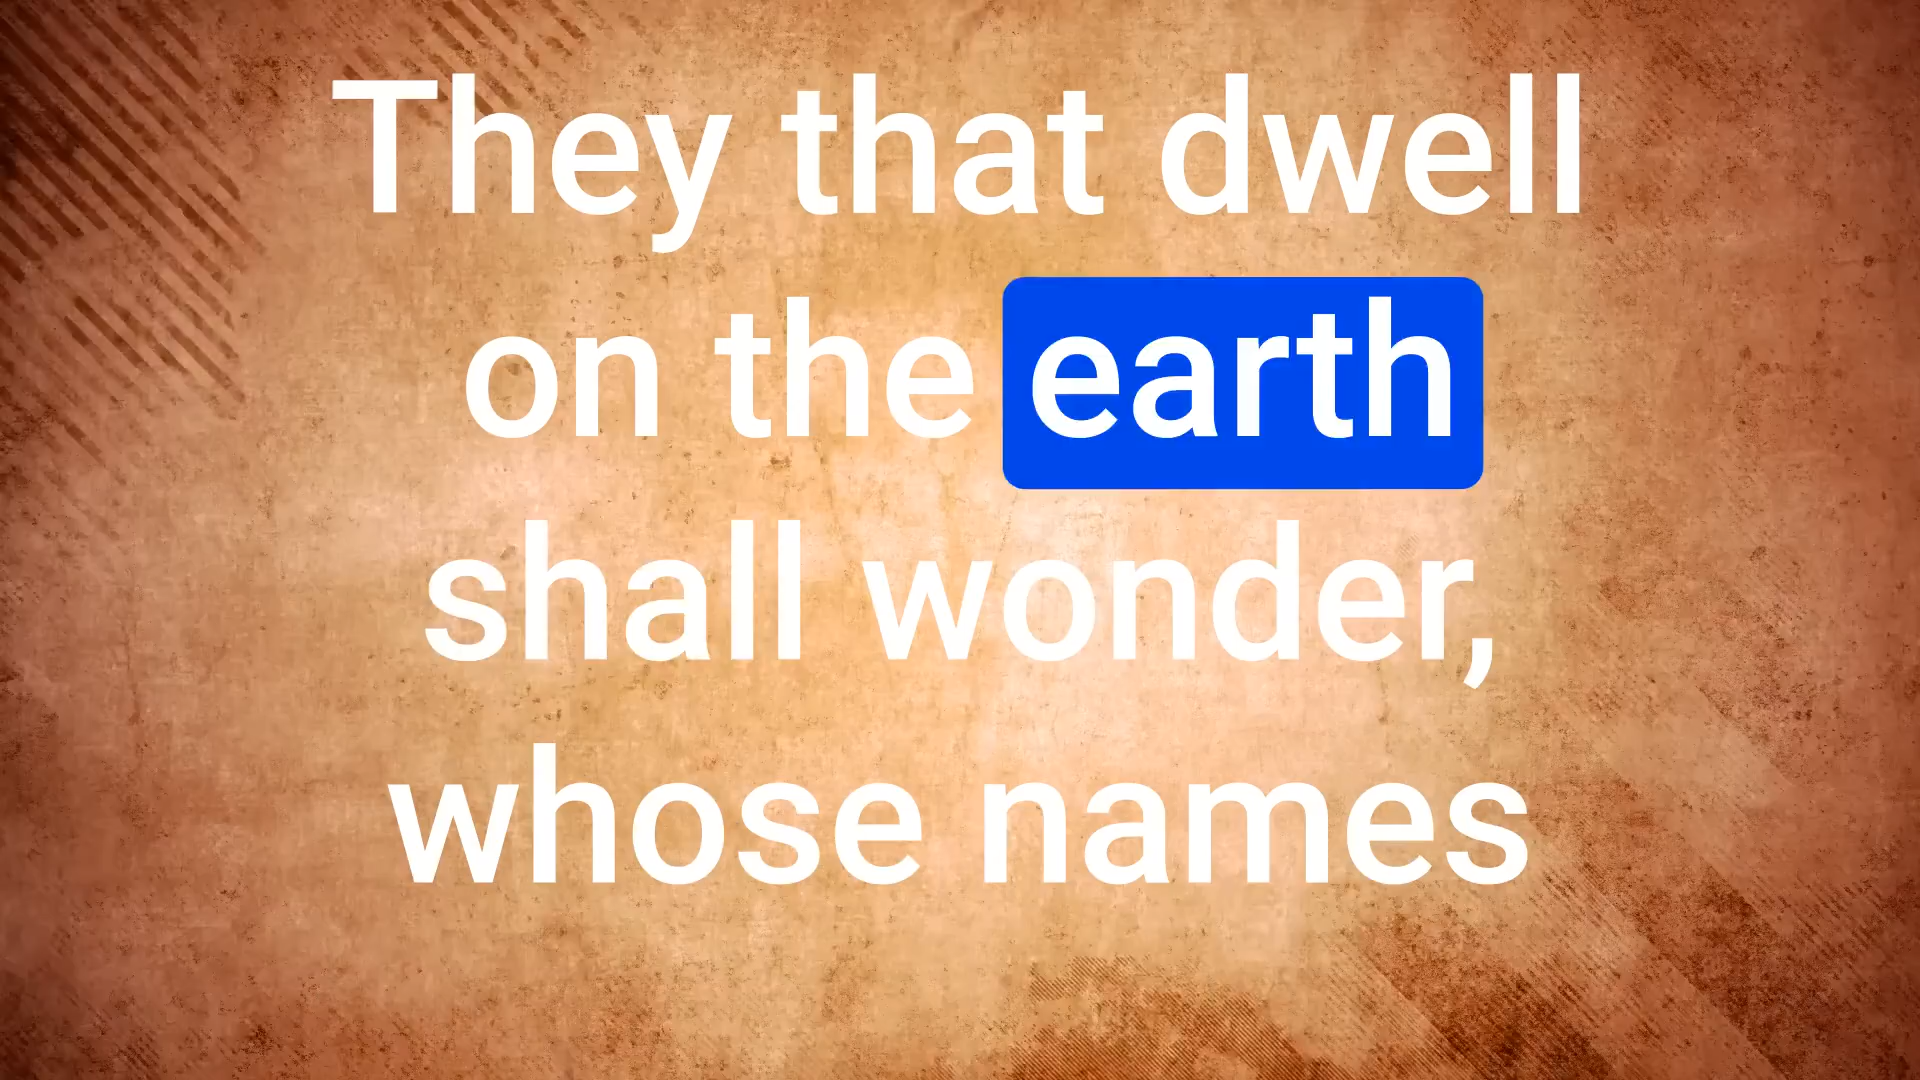 They that dwell
on the earth
shall wonder,
whose names